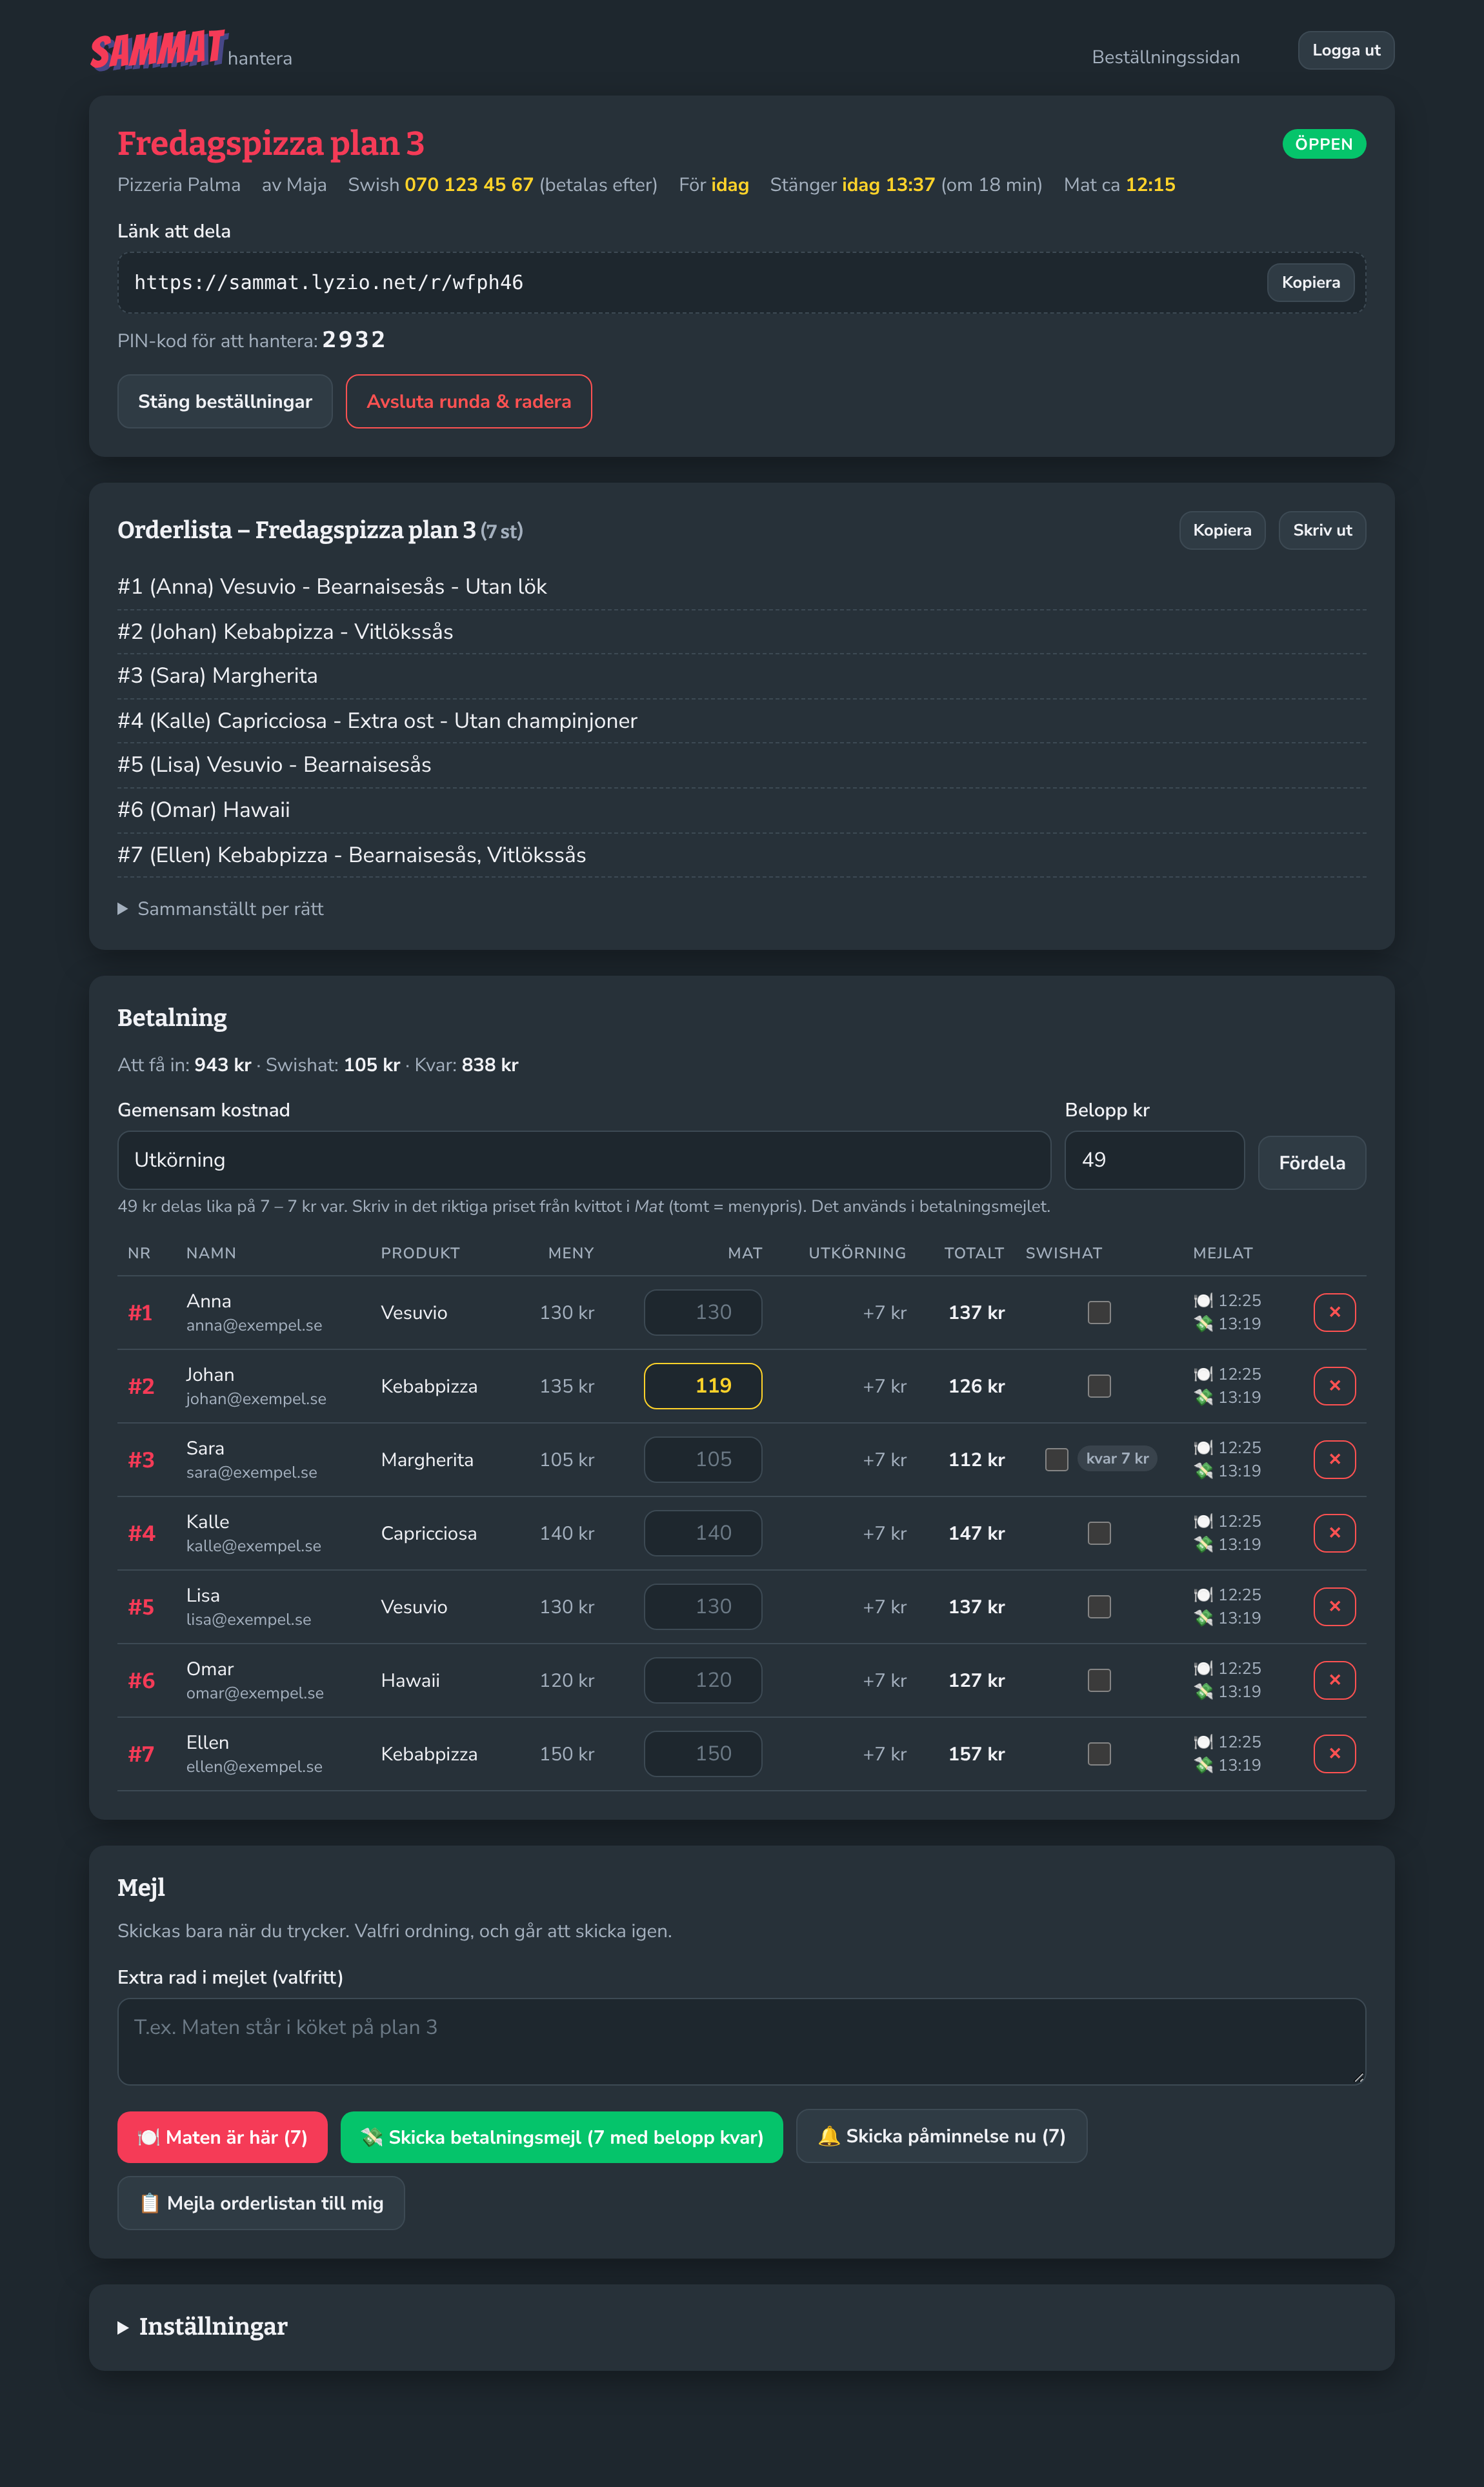 SAMMAT hantera Beställningssidan Logga ut
Fredagspizza plan 3 ÖPPEN
Pizzeria Palma av Maja Swish 070 123 45 67 (betalas efter) För idag Stänger idag 13:37 (om 18 min) Mat ca 12:15
Länk att dela
https://sammat.lyzio.net/r/wfph46 Kopiera
PIN-kod för att hantera: 2932
Stäng beställningar Avsluta runda & radera
Orderlista – Fredagspizza plan 3 (7 st) Kopiera Skriv ut
#1 (Anna) Vesuvio - Bearnaisesås - Utan lök
#2 (Johan) Kebabpizza - Vitlökssås
#3 (Sara) Margherita
#4 (Kalle) Capricciosa - Extra ost - Utan champinjoner
#5 (Lisa) Vesuvio - Bearnaisesås
#6 (Omar) Hawaii
#7 (Ellen) Kebabpizza - Bearnaisesås, Vitlökssås
▶ Sammanställt per rätt
Betalning
Att få in: 943 kr · Swishat: 105 kr · Kvar: 838 kr
Gemensam kostnad Belopp kr
Utkörning 49 Fördela
49 kr delas lika på 7 – 7 kr var. Skriv in det riktiga priset från kvittot i Mat (tomt = menypris). Det används i betalningsmejlet.
NR NAMN PRODUKT MENY MAT UTKÖRNING TOTALT SWISHAT MEJLAT
#1 Anna Vesuvio 130 kr 130 +7 kr 137 kr 🍽️ 12:25 ✕
anna@exempel.se 💸 13:19
#2 Johan Kebabpizza 135 kr 119 +7 kr 126 kr 🍽️ 12:25 ✕
johan@exempel.se 💸 13:19
#3 Sara Margherita 105 kr 105 +7 kr 112 kr kvar 7 kr 🍽️ 12:25 ✕
sara@exempel.se 💸 13:19
#4 Kalle Capricciosa 140 kr 140 +7 kr 147 kr 🍽️ 12:25 ✕
kalle@exempel.se 💸 13:19
#5 Lisa Vesuvio 130 kr 130 +7 kr 137 kr 🍽️ 12:25 ✕
lisa@exempel.se 💸 13:19
#6 Omar Hawaii 120 kr 120 +7 kr 127 kr 🍽️ 12:25 ✕
omar@exempel.se 💸 13:19
#7 Ellen Kebabpizza 150 kr 150 +7 kr 157 kr 🍽️ 12:25 ✕
ellen@exempel.se 💸 13:19
Mejl
Skickas bara när du trycker. Valfri ordning, och går att skicka igen.
Extra rad i mejlet (valfritt)
T.ex. Maten står i köket på plan 3
🍽️ Maten är här (7) 💸 Skicka betalningsmejl (7 med belopp kvar) 🔔 Skicka påminnelse nu (7)
📋 Mejla orderlistan till mig
▶ Inställningar